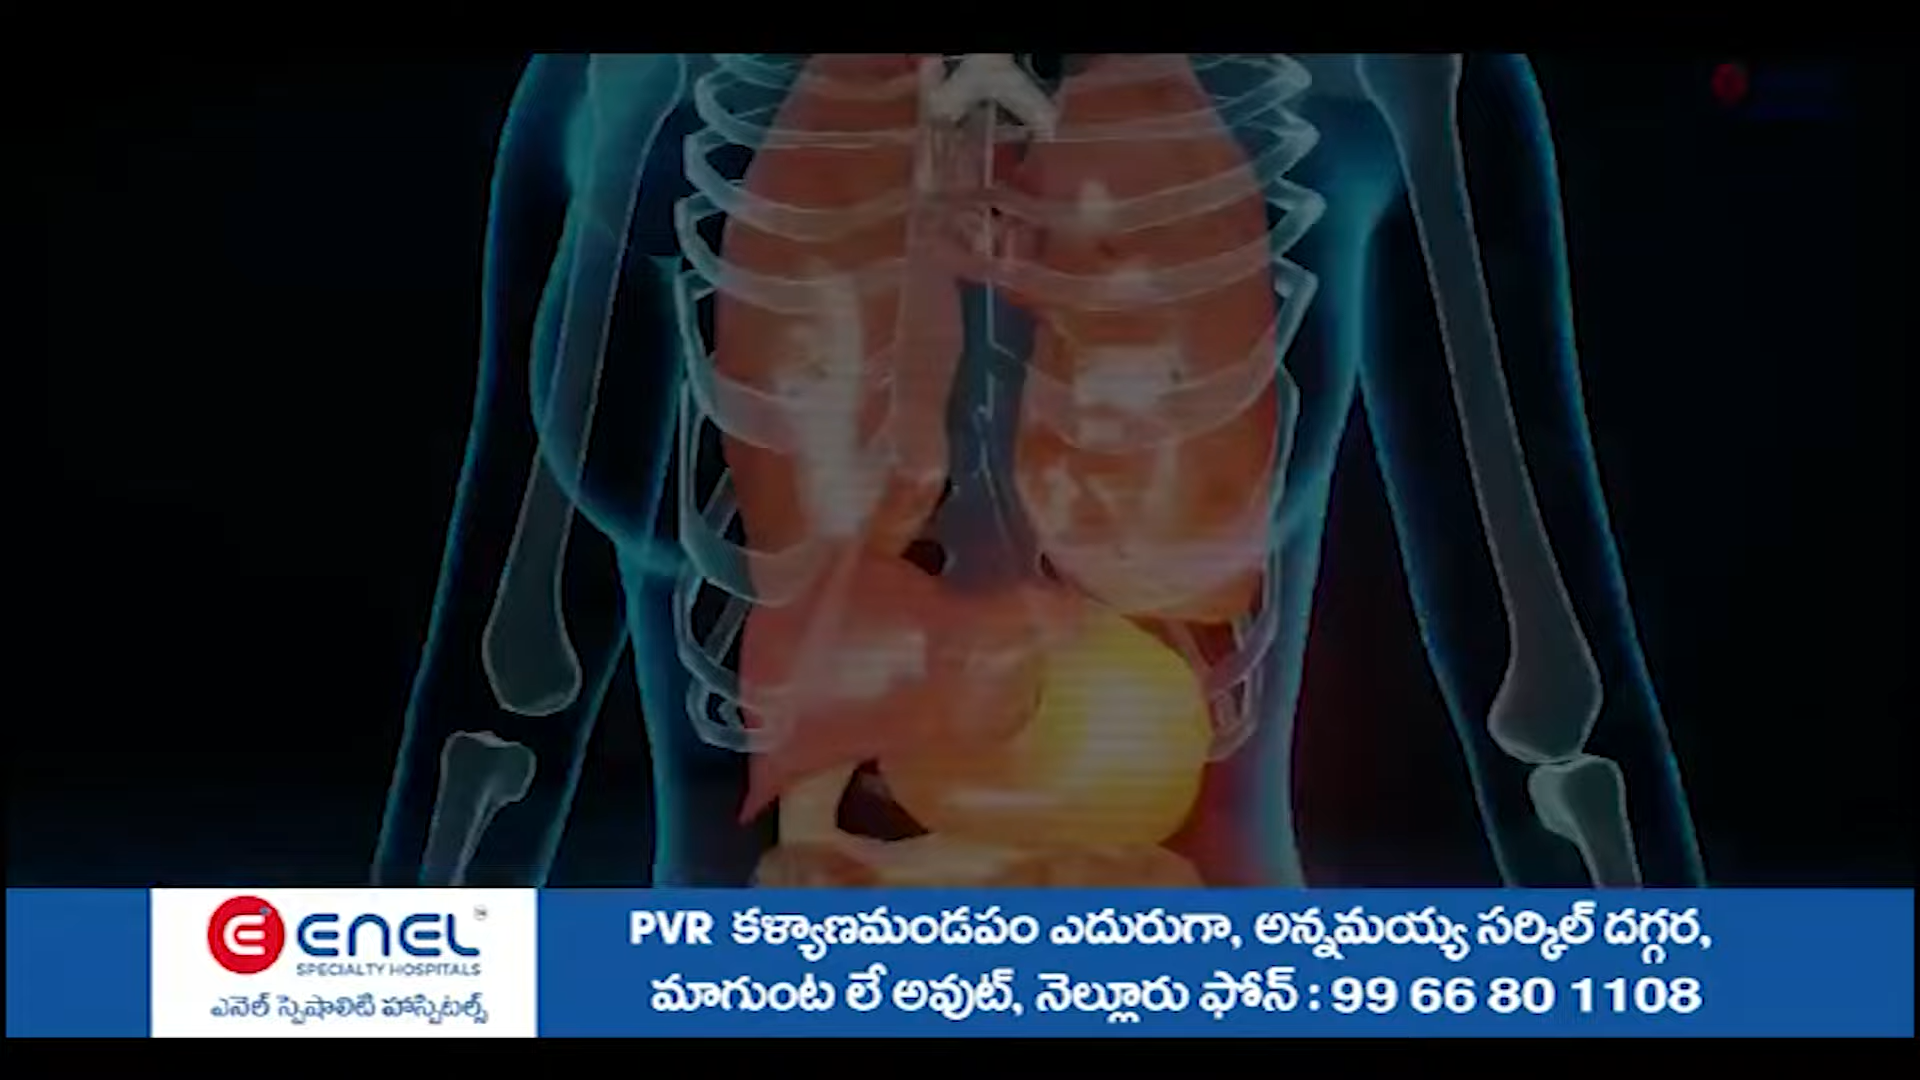 ENEL
SPECIALTY HOSPITALS
ఎనెల్ స్పెషాలిటి హాస్పిటల్స్
PVR కళ్యాణమండపం ఎదురుగా, అన్నమయ్య సర్కిల్ దగ్గర,
మాగుంట లే అవుట్, నెల్లూరు ఫోన్ : 99 66 80 1108